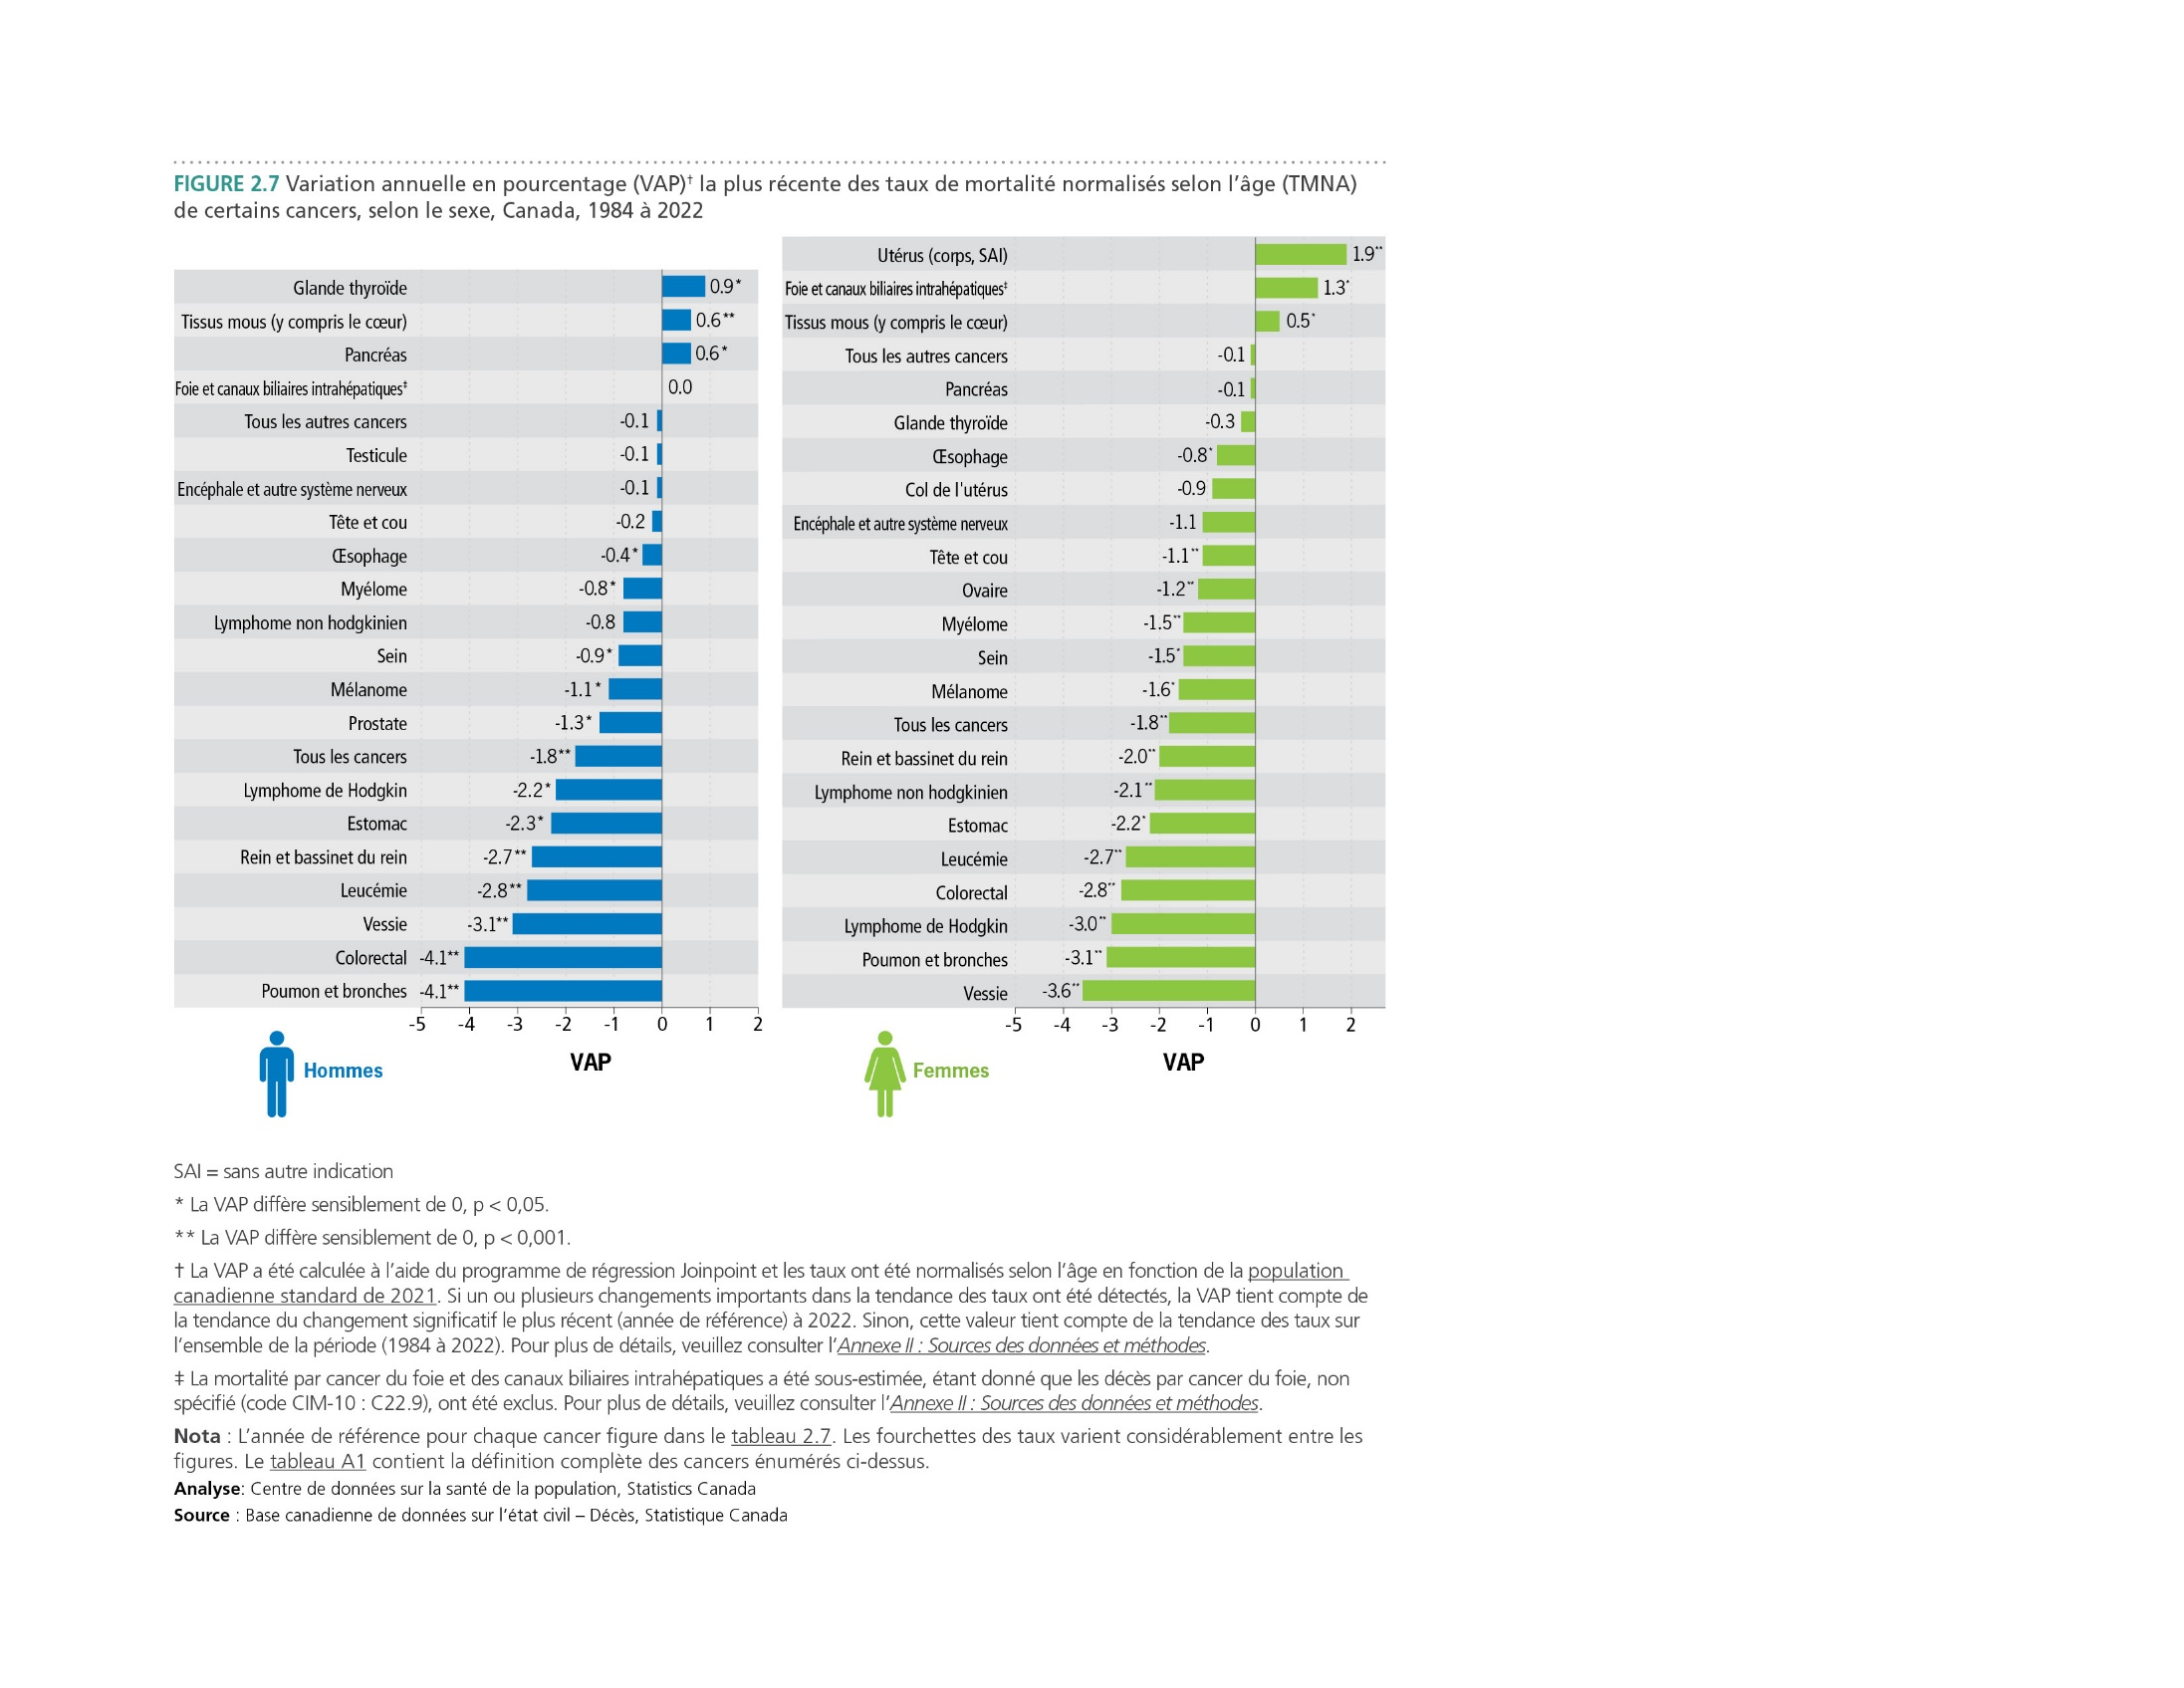 FIGURE 2.7 Variation annuelle en pourcentage (VAP)† la plus récente des taux de mortalité normalisés selon l’âge (TMNA)
de certains cancers, selon le sexe, Canada, 1984 à 2022
Glande thyroïde 0.9*
Tissus mous (y compris le cœur) 0.6**
Pancréas 0.6*
Foie et canaux biliaires intrahépatiques‡ 0.0
Tous les autres cancers -0.1
Testicule -0.1
Encéphale et autre système nerveux -0.1
Tête et cou -0.2
Œsophage -0.4*
Myélome -0.8*
Lymphome non hodgkinien -0.8
Sein -0.9*
Mélanome -1.1*
Prostate -1.3*
Tous les cancers -1.8**
Lymphome de Hodgkin -2.2*
Estomac -2.3*
Rein et bassinet du rein -2.7**
Leucémie -2.8**
Vessie -3.1**
Colorectal -4.1**
Poumon et bronches -4.1**
-5 -4 -3 -2 -1 0 1 2
VAP
Hommes
Utérus (corps, SAI) 1.9**
Foie et canaux biliaires intrahépatiques‡ 1.3*
Tissus mous (y compris le cœur) 0.5*
Tous les autres cancers -0.1
Pancréas -0.1
Glande thyroïde -0.3
Œsophage -0.8*
Col de l'utérus -0.9
Encéphale et autre système nerveux -1.1
Tête et cou -1.1**
Ovaire -1.2**
Myélome -1.5**
Sein -1.5*
Mélanome -1.6*
Tous les cancers -1.8**
Rein et bassinet du rein -2.0**
Lymphome non hodgkinien -2.1**
Estomac -2.2*
Leucémie -2.7**
Colorectal -2.8**
Lymphome de Hodgkin -3.0**
Poumon et bronches -3.1**
Vessie -3.6**
-5 -4 -3 -2 -1 0 1 2
VAP
Femmes
SAI = sans autre indication
* La VAP diffère sensiblement de 0, p < 0,05.
** La VAP diffère sensiblement de 0, p < 0,001.
† La VAP a été calculée à l’aide du programme de régression Joinpoint et les taux ont été normalisés selon l’âge en fonction de la population
canadienne standard de 2021. Si un ou plusieurs changements importants dans la tendance des taux ont été détectés, la VAP tient compte de
la tendance du changement significatif le plus récent (année de référence) à 2022. Sinon, cette valeur tient compte de la tendance des taux sur
l’ensemble de la période (1984 à 2022). Pour plus de détails, veuillez consulter l’Annexe II : Sources des données et méthodes.
‡ La mortalité par cancer du foie et des canaux biliaires intrahépatiques a été sous-estimée, étant donné que les décès par cancer du foie, non
spécifié (code CIM-10 : C22.9), ont été exclus. Pour plus de détails, veuillez consulter l’Annexe II : Sources des données et méthodes.
Nota : L’année de référence pour chaque cancer figure dans le tableau 2.7. Les fourchettes des taux varient considérablement entre les
figures. Le tableau A1 contient la définition complète des cancers énumérés ci-dessus.
Analyse: Centre de données sur la santé de la population, Statistics Canada
Source : Base canadienne de données sur l’état civil – Décès, Statistique Canada